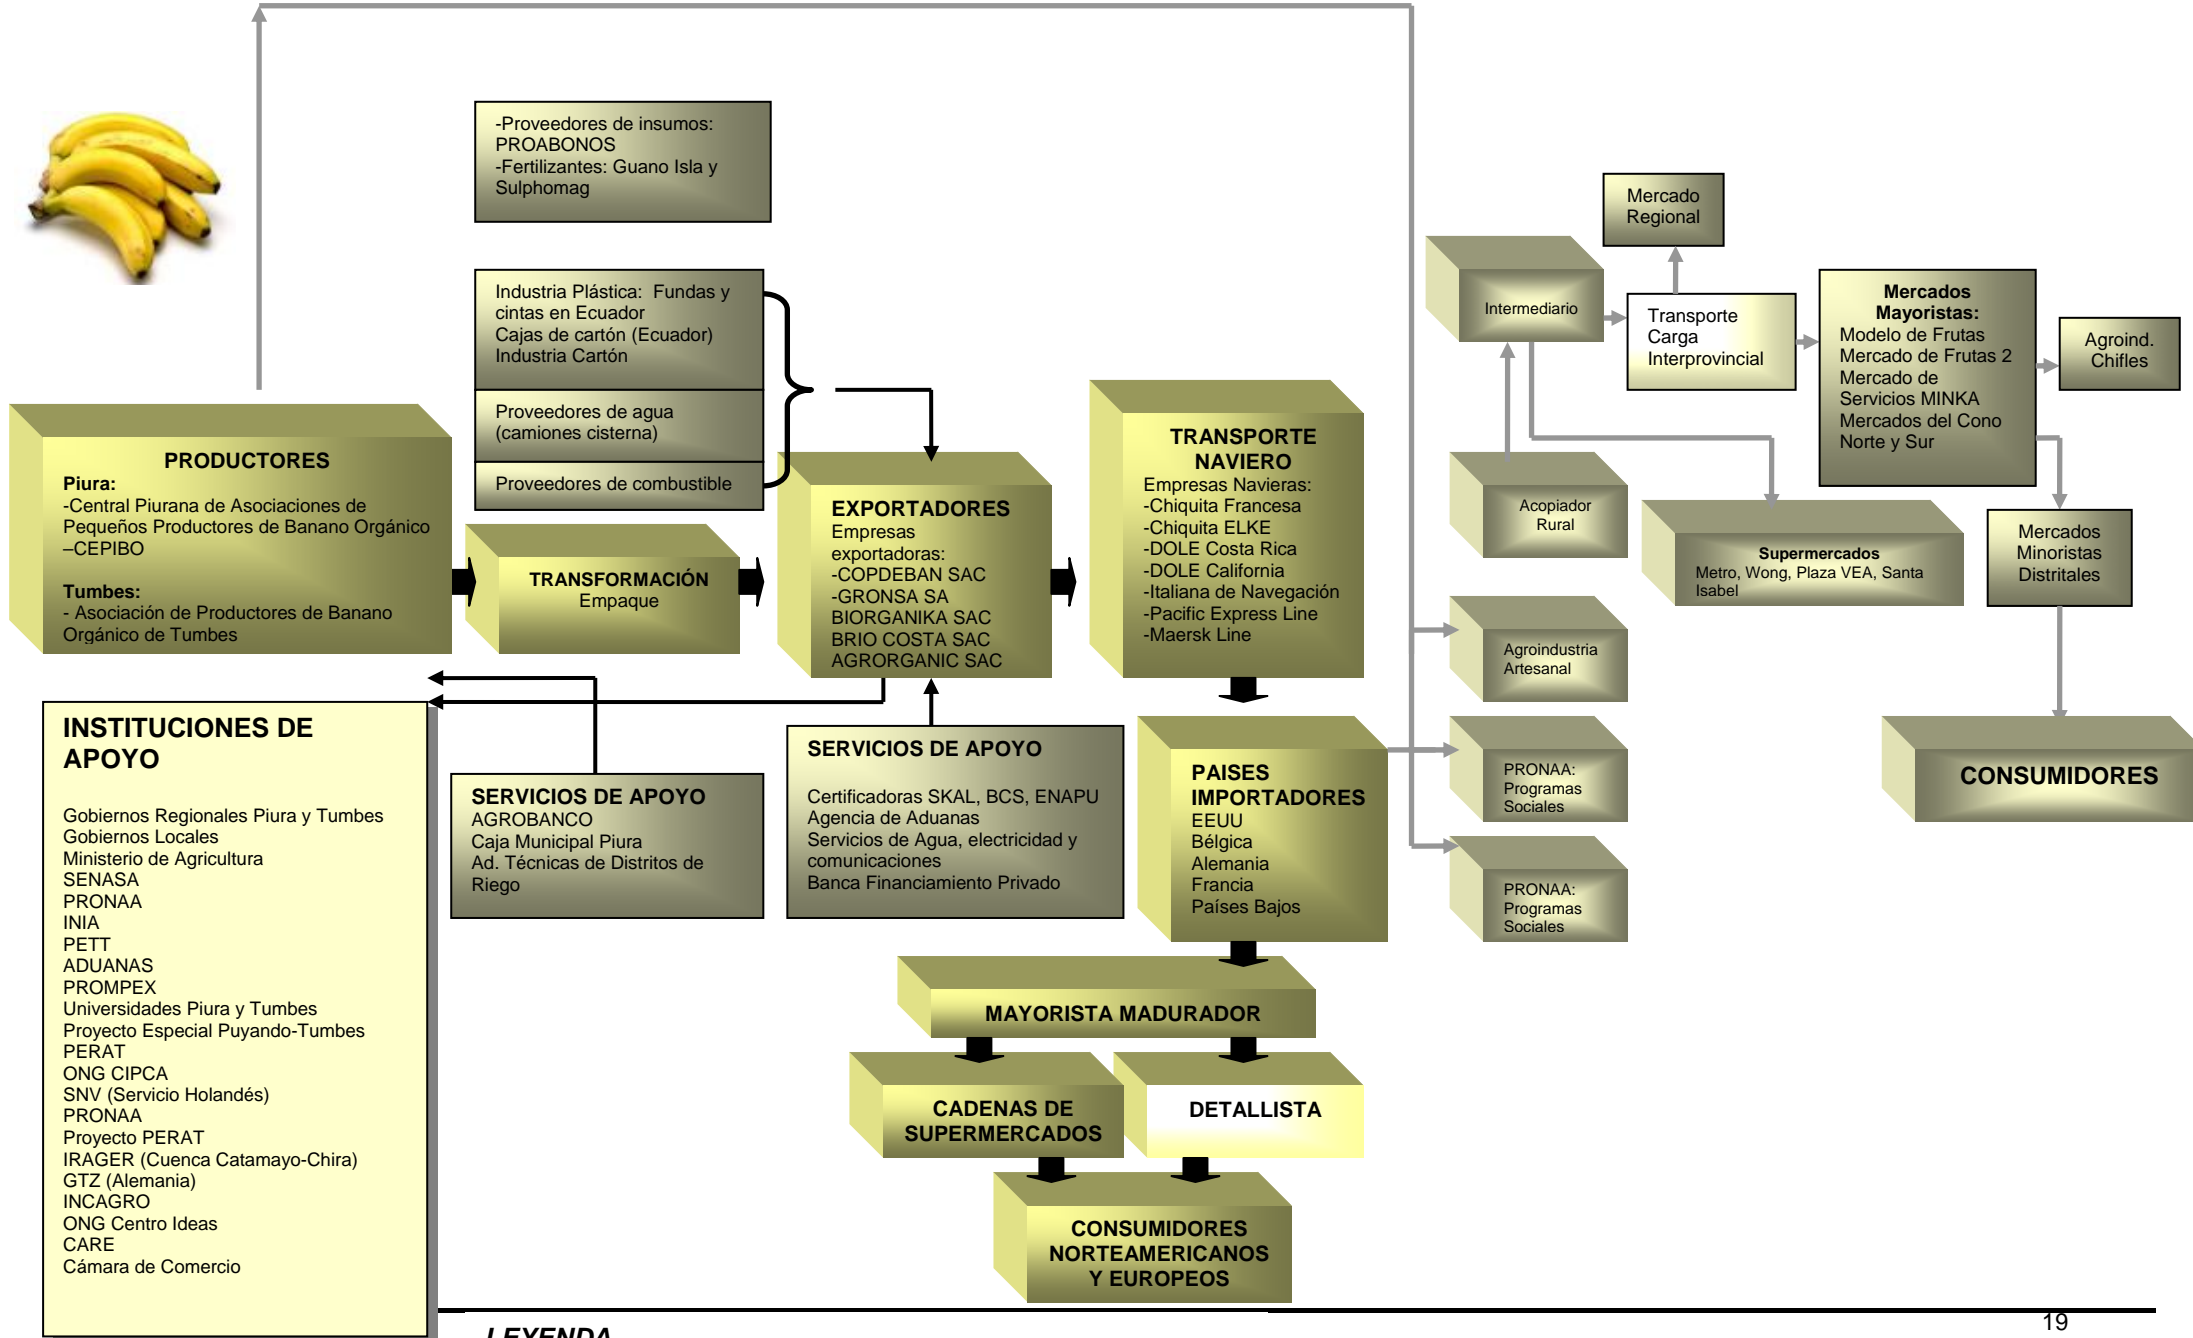 -Proveedores de insumos:
PROABONOS
-Fertilizantes: Guano Isla y
Sulphomag
Industria Plástica: Fundas y
cintas en Ecuador
Cajas de cartón (Ecuador)
Industria Cartón
Proveedores de agua
(camiones cisterna)
Proveedores de combustible
PRODUCTORES
Piura:
-Central Piurana de Asociaciones de
Pequeños Productores de Banano Orgánico
–CEPIBO
Tumbes:
- Asociación de Productores de Banano
Orgánico de Tumbes
TRANSFORMACIÓN
Empaque
EXPORTADORES
Empresas
exportadoras:
-COPDEBAN SAC
-GRONSA SA
BIORGANIKA SAC
BRIO COSTA SAC
AGRORGANIC SAC
TRANSPORTE
NAVIERO
Empresas Navieras:
-Chiquita Francesa
-Chiquita ELKE
-DOLE Costa Rica
-DOLE California
-Italiana de Navegación
-Pacific Express Line
-Maersk Line
Mercado
Regional
Intermediario
Transporte
Carga
Interprovincial
Mercados
Mayoristas:
Modelo de Frutas
Mercado de Frutas 2
Mercado de
Servicios MINKA
Mercados del Cono
Norte y Sur
Agroind.
Chifles
Acopiador
Rural
Supermercados
Metro, Wong, Plaza VEA, Santa
Isabel
Mercados
Minoristas
Distritales
Agroindustria
Artesanal
PRONAA:
Programas
Sociales
PRONAA:
Programas
Sociales
CONSUMIDORES
INSTITUCIONES DE
APOYO
Gobiernos Regionales Piura y Tumbes
Gobiernos Locales
Ministerio de Agricultura
SENASA
PRONAA
INIA
PETT
ADUANAS
PROMPEX
Universidades Piura y Tumbes
Proyecto Especial Puyando-Tumbes
PERAT
ONG CIPCA
SNV (Servicio Holandés)
PRONAA
Proyecto PERAT
IRAGER (Cuenca Catamayo-Chira)
GTZ (Alemania)
INCAGRO
ONG Centro Ideas
CARE
Cámara de Comercio
SERVICIOS DE APOYO
AGROBANCO
Caja Municipal Piura
Ad. Técnicas de Distritos de
Riego
SERVICIOS DE APOYO
Certificadoras SKAL, BCS, ENAPU
Agencia de Aduanas
Servicios de Agua, electricidad y
comunicaciones
Banca Financiamiento Privado
PAISES
IMPORTADORES
EEUU
Bélgica
Alemania
Francia
Países Bajos
MAYORISTA MADURADOR
CADENAS DE
SUPERMERCADOS
DETALLISTA
CONSUMIDORES
NORTEAMERICANOS
Y EUROPEOS
LEYENDA
19